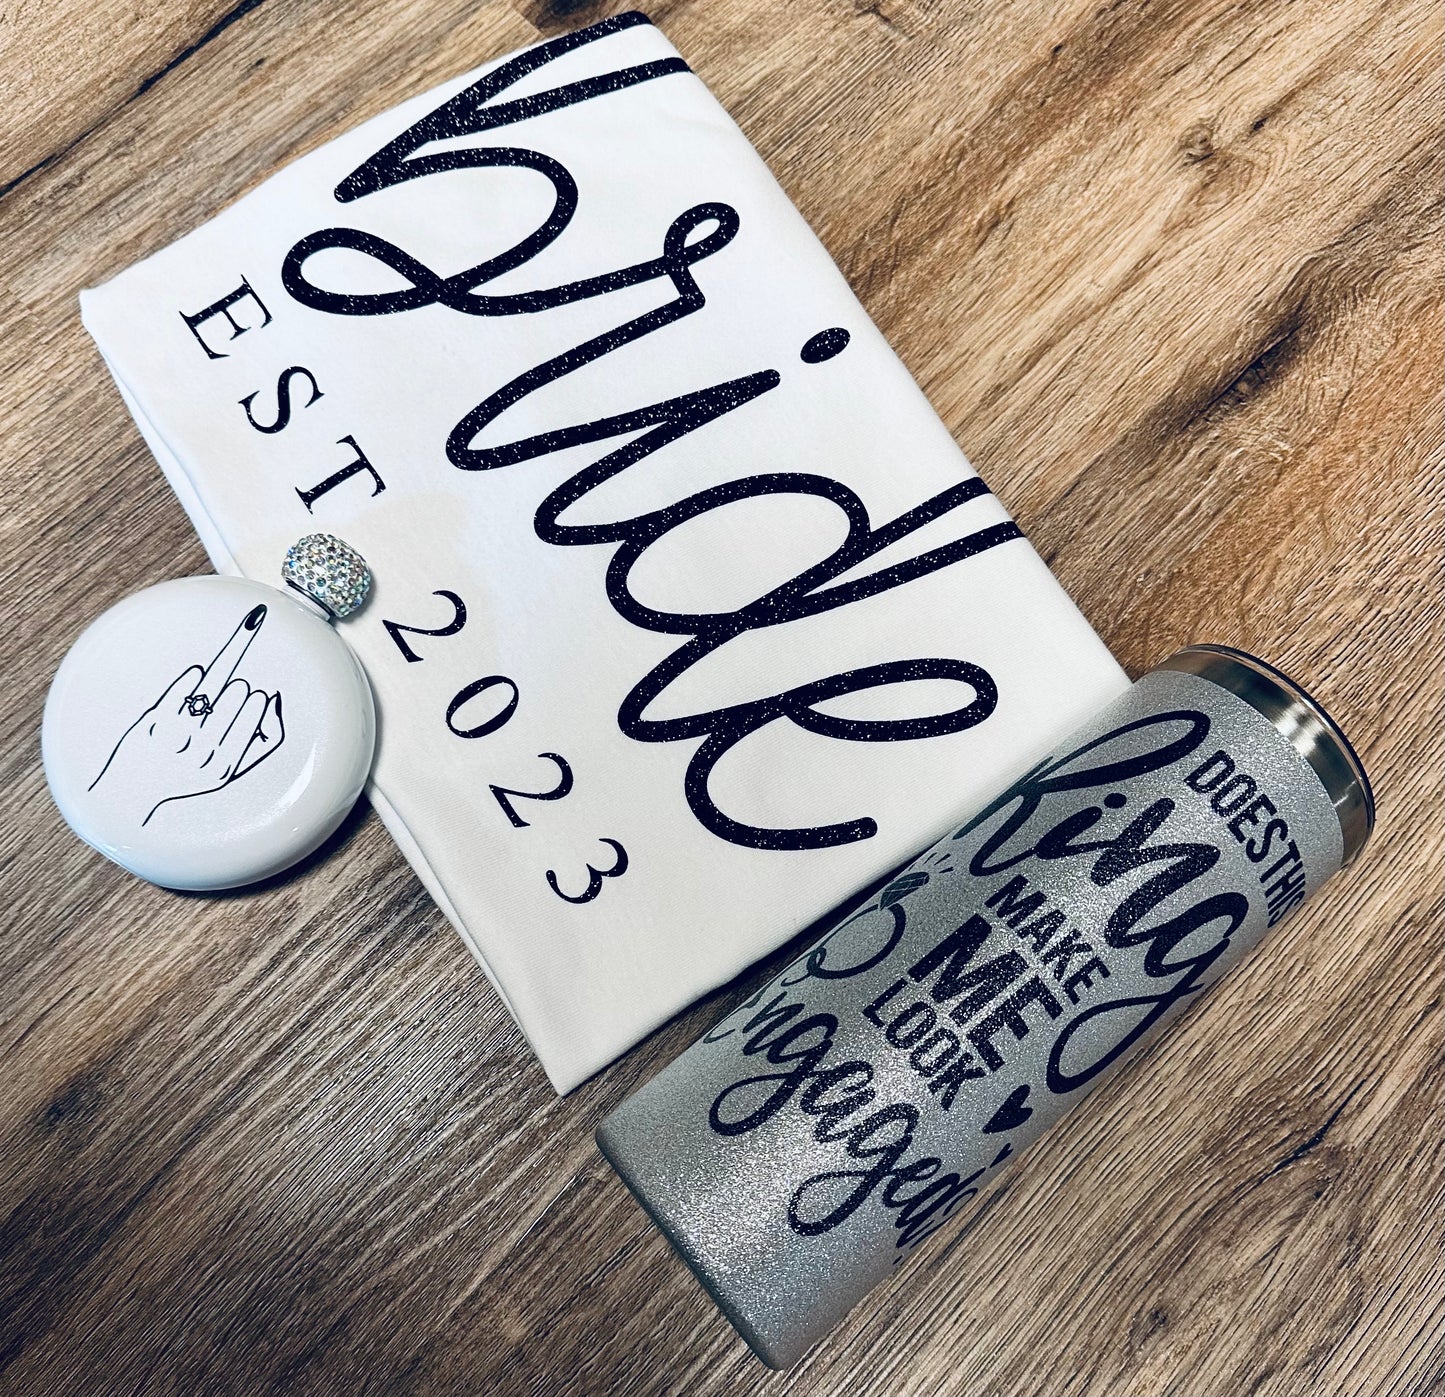 bride
EST 2023
DOES THIS
Ring
MAKE
ME
LOOK
Engaged